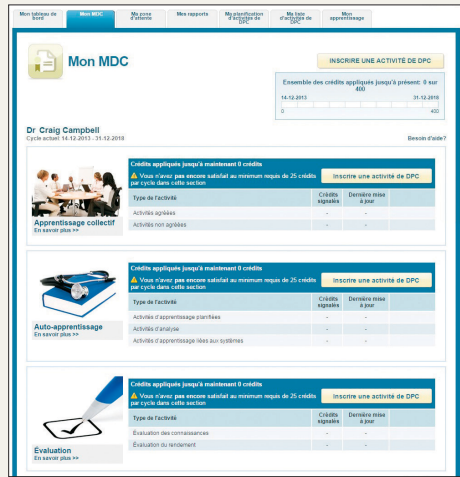 Mon tableau de
bord
Mon MDC
Ma zone
d'attente
Mes rapports
Ma planification
d'activités de
DPC
Ma liste
d'activités de
DPC
Mon
apprentissage
Mon MDC
INSCRIRE UNE ACTIVITÉ DE DPC
Ensemble des crédits appliqués jusqu'à présent: 0 sur
400
14-12-2013 31-12-2018
0 400
Dr Craig Campbell
Cycle actuel: 14-12-2013 - 31-12-2018
Besoin d'aide?
Crédits appliqués jusqu'à maintenant 0 crédits
Vous n'avez pas encore satisfait au minimum requis de 25 crédits
par cycle dans cette section
Inscrire une activité de DPC
Type de l'activité
Crédits
signalés
Dernière mise
à jour
Activités agréées - -
Activités non agréées - -
Apprentissage collectif
En savoir plus >>
Crédits appliqués jusqu'à maintenant 0 crédits
Vous n'avez pas encore satisfait au minimum requis de 25 crédits
par cycle dans cette section
Inscrire une activité de DPC
Type de l'activité
Crédits
signalés
Dernière mise
à jour
Activités d'apprentissage planifiées - -
Activités d'analyse - -
Activités d'apprentissage liées aux systèmes - -
Auto-apprentissage
En savoir plus >>
Crédits appliqués jusqu'à maintenant 0 crédits
Vous n'avez pas encore satisfait au minimum requis de 25 crédits
par cycle dans cette section
Inscrire une activité de DPC
Type de l'activité
Crédits
signalés
Dernière mise
à jour
Évaluation des connaissances - -
Évaluation du rendement - -
Évaluation
En savoir plus >>